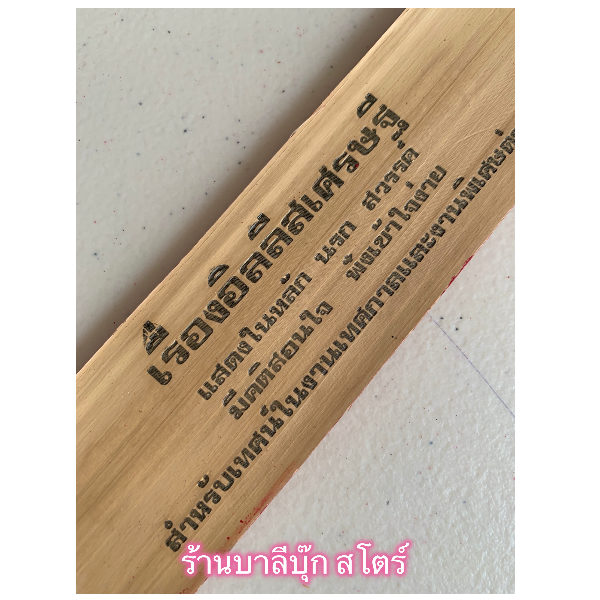 เรื่องอิลลีสเศรษฐี
แสดงในหลัก นรก สวรรค์
มีคติสอนใจ ฟังเข้าใจง่าย
สำหรับเทศน์ในงานเทศกาลและงานพิเศษต่
ร้านบาลีบุ๊ก สโตร์